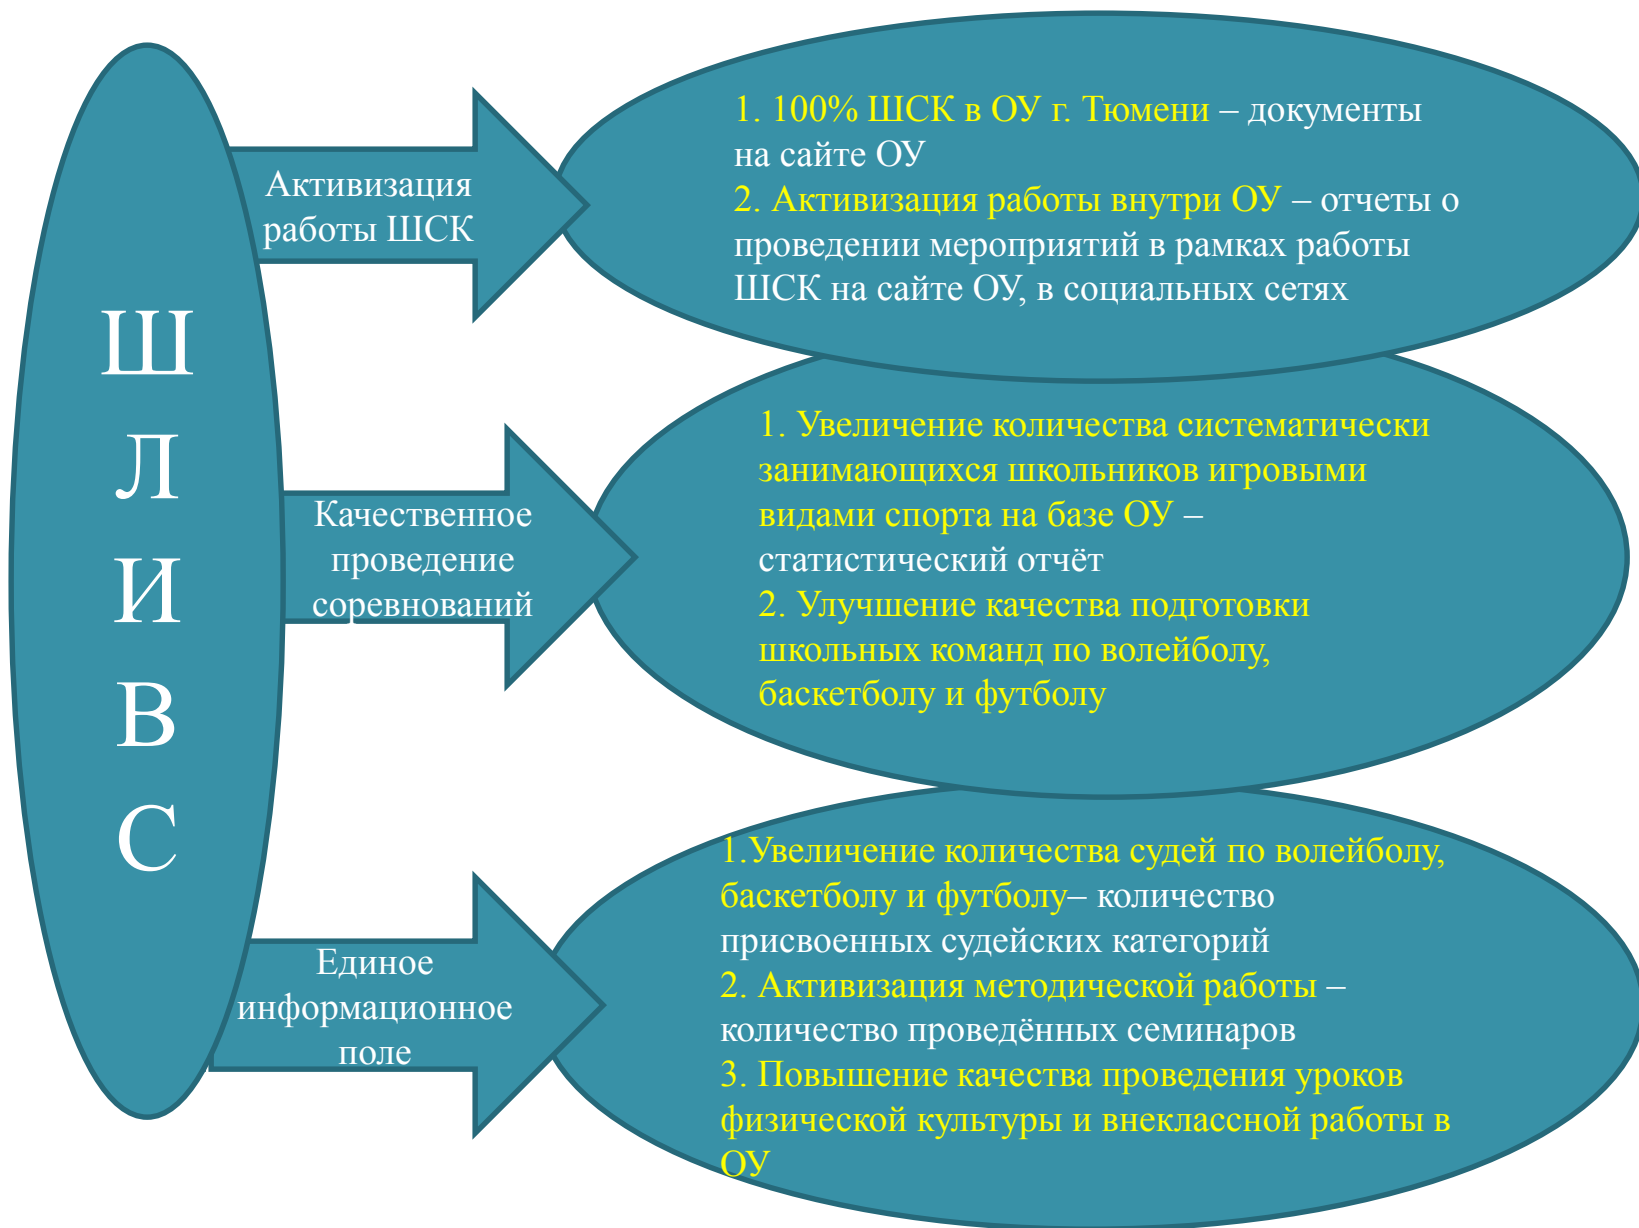 Ш
Л
И
В
С
Активизация
работы ШСК
1. 100% ШСК в ОУ г. Тюмени – документы
на сайте ОУ
2. Активизация работы внутри ОУ – отчеты о
проведении мероприятий в рамках работы
ШСК на сайте ОУ, в социальных сетях
Качественное
проведение
соревнований
1. Увеличение количества систематически
занимающихся школьников игровыми
видами спорта на базе ОУ –
статистический отчёт
2. Улучшение качества подготовки
школьных команд по волейболу,
баскетболу и футболу
Единое
информационное
поле
1.Увеличение количества судей по волейболу,
баскетболу и футболу– количество
присвоенных судейских категорий
2. Активизация методической работы –
количество проведённых семинаров
3. Повышение качества проведения уроков
физической культуры и внеклассной работы в
ОУ